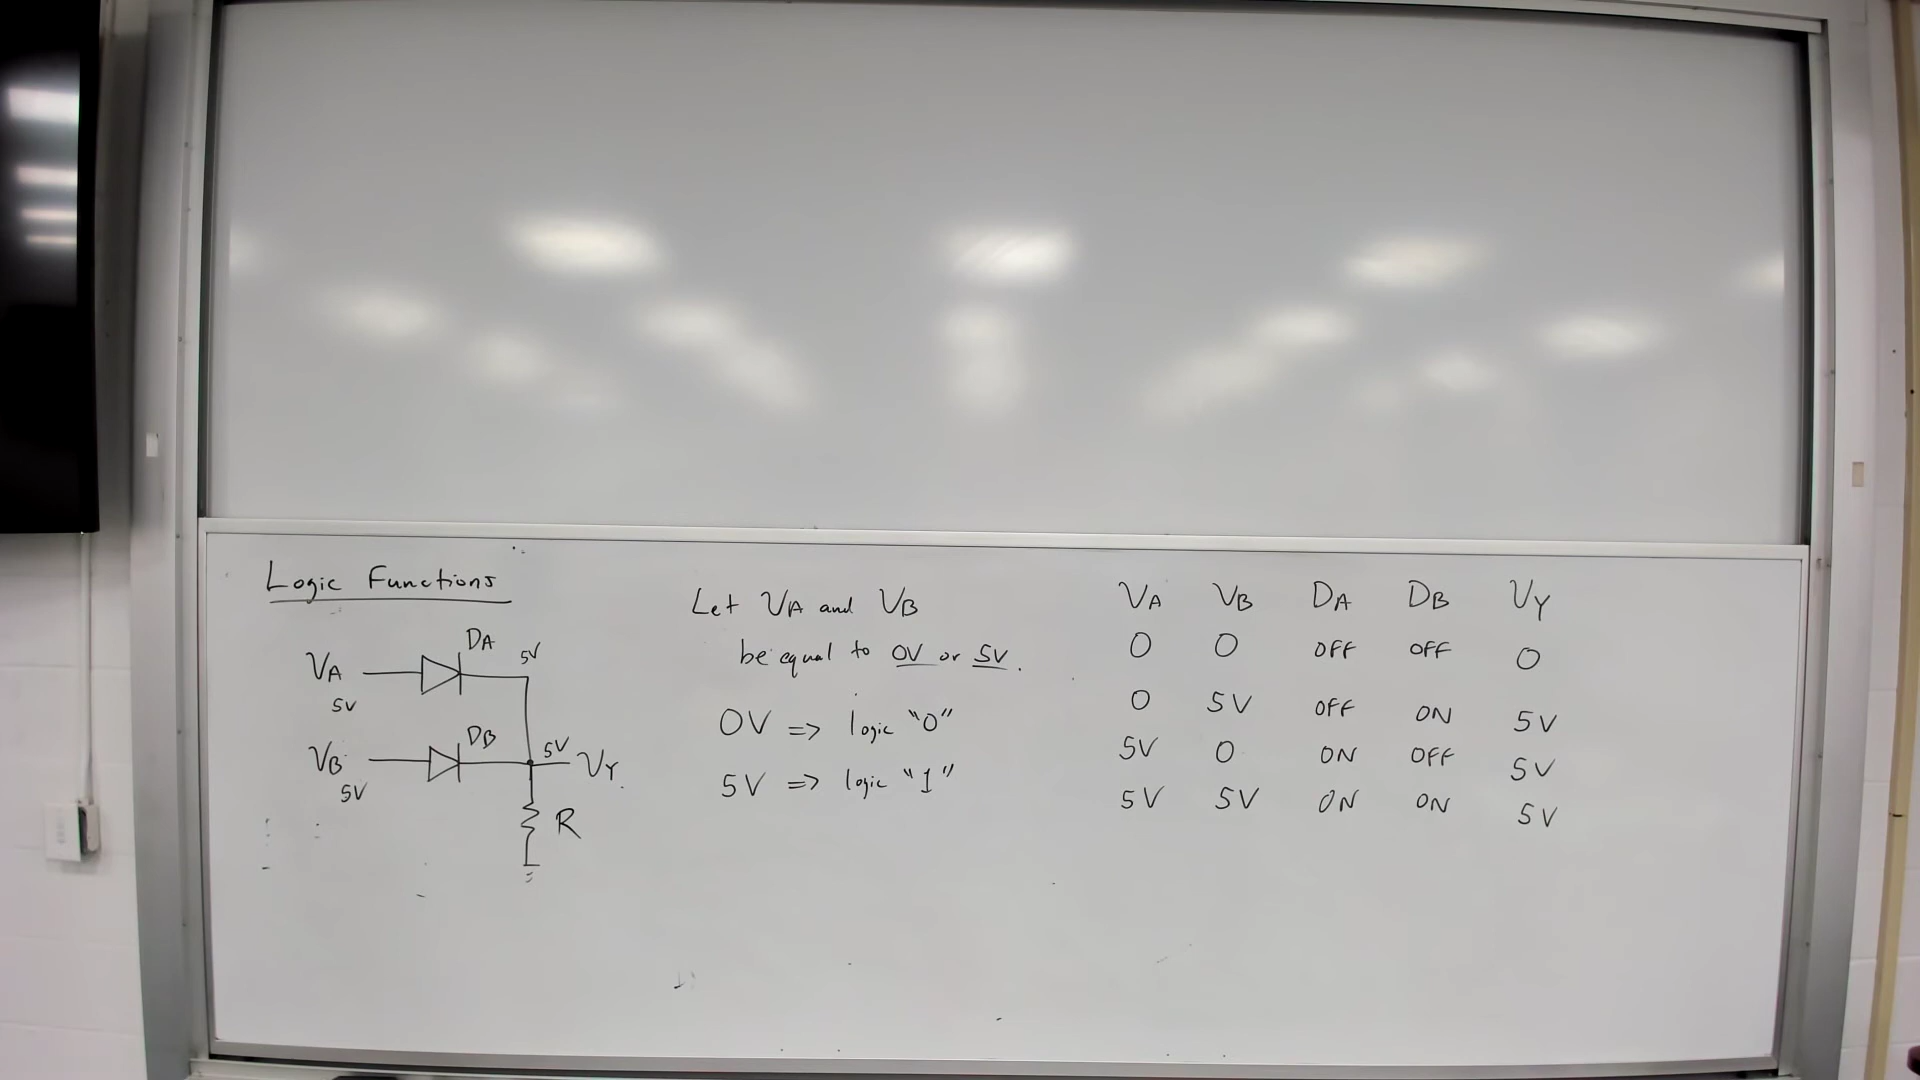 Logic Functions
VA
5V
DA
5V
VB
5V
DB
5V
VY
R
Let VA and VB
be equal to 0V or 5V.
0V => logic "0"
5V => logic "1"
VA VB DA DB VY
0 0 OFF OFF 0
0 5V OFF ON 5V
5V 0 ON OFF 5V
5V 5V ON ON 5V